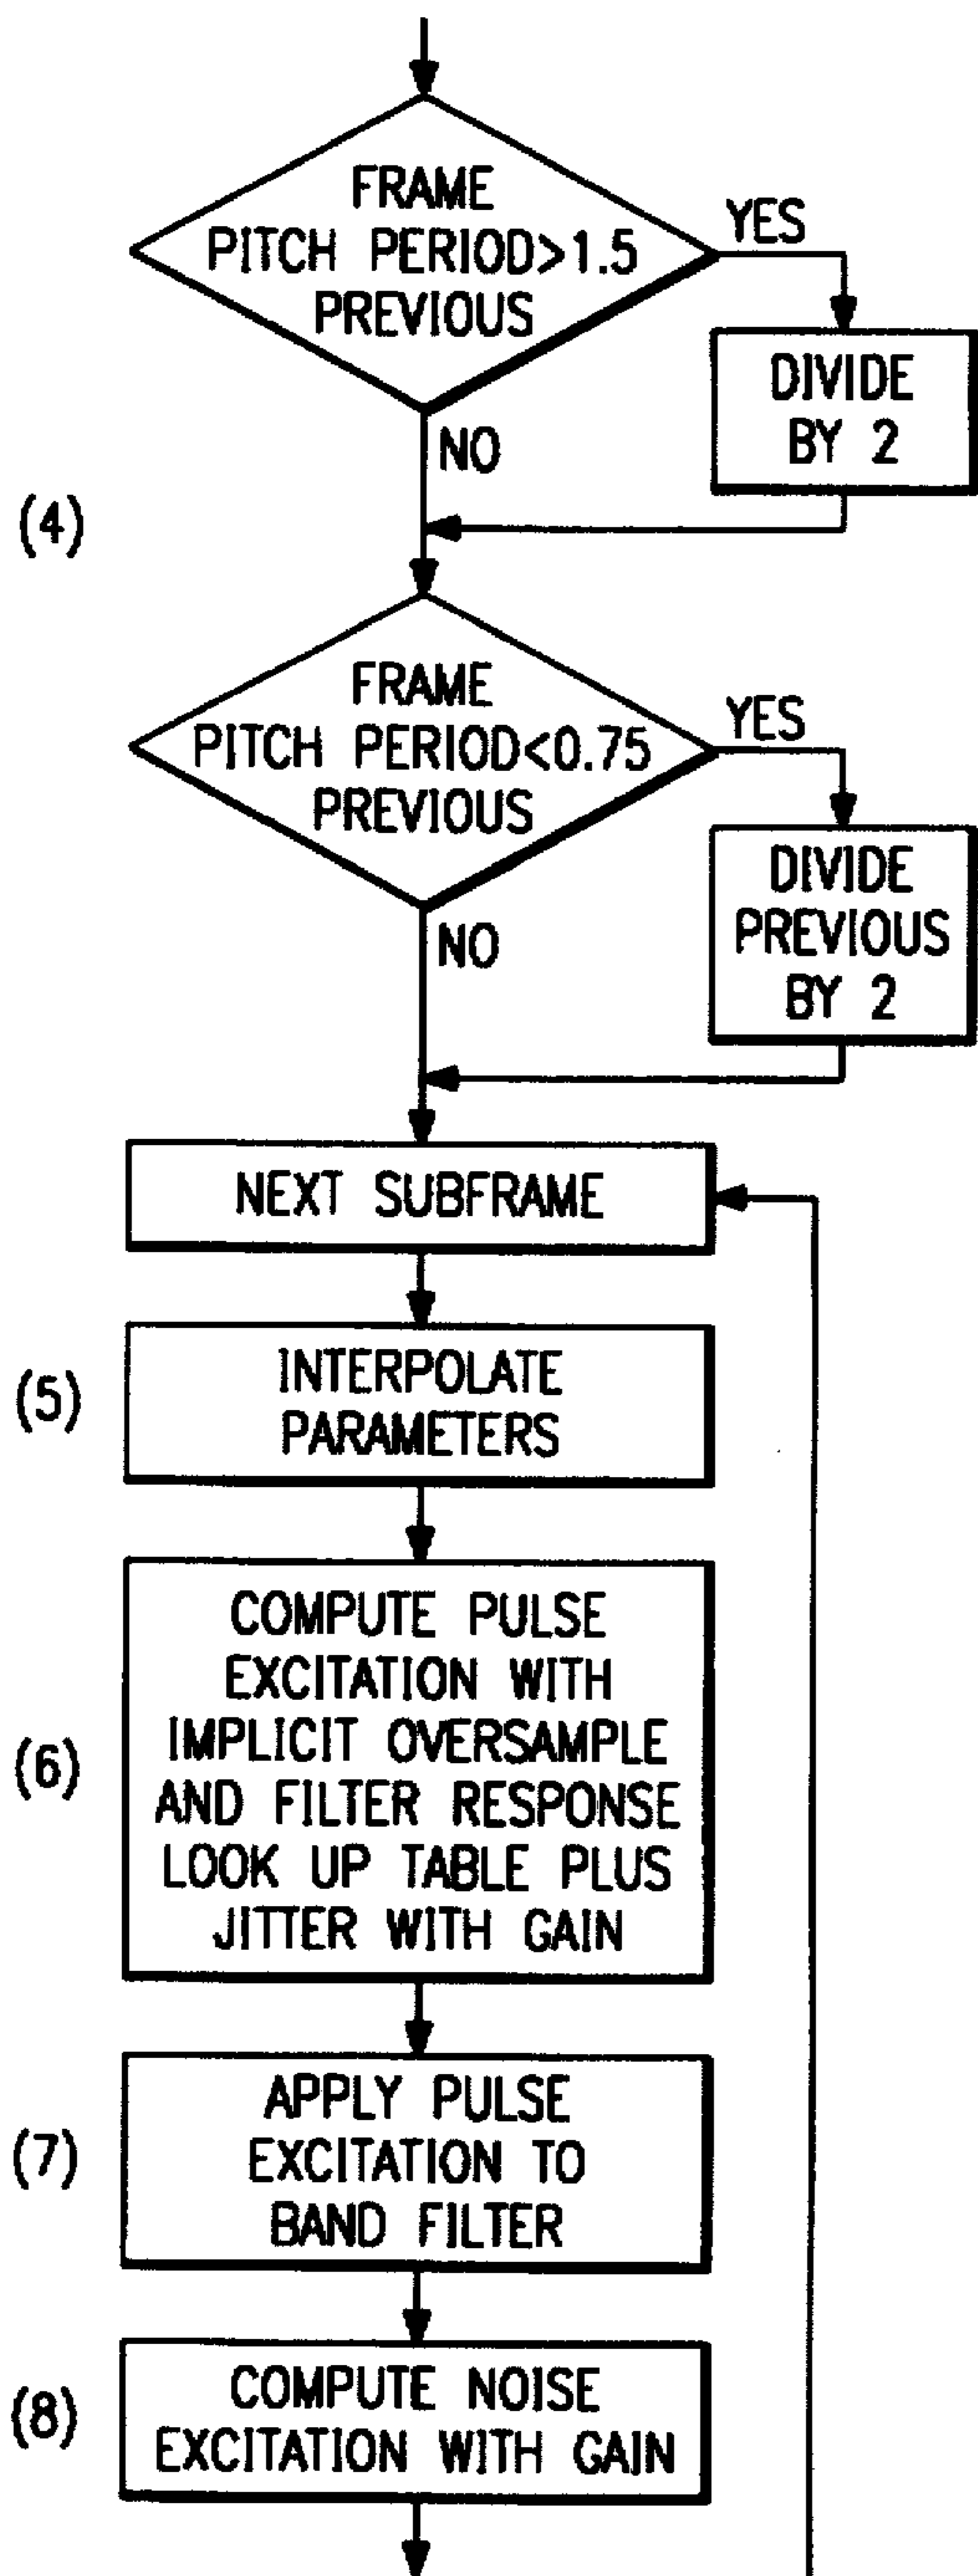 FRAME
PITCH PERIOD>1.5
PREVIOUS
YES
DIVIDE
BY 2
NO
(4)
FRAME
PITCH PERIOD<0.75
PREVIOUS
YES
DIVIDE
PREVIOUS
BY 2
NO
NEXT SUBFRAME
(5)
INTERPOLATE
PARAMETERS
(6)
COMPUTE PULSE
EXCITATION WITH
IMPLICIT OVERSAMPLE
AND FILTER RESPONSE
LOOK UP TABLE PLUS
JITTER WITH GAIN
(7)
APPLY PULSE
EXCITATION TO
BAND FILTER
(8)
COMPUTE NOISE
EXCITATION WITH GAIN